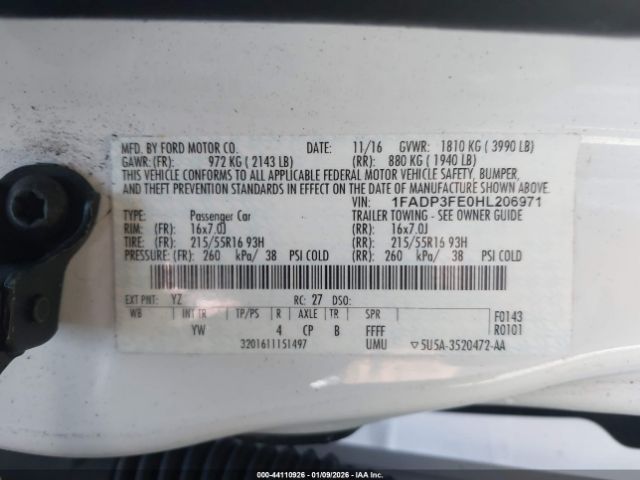 MFD. BY FORD MOTOR CO. DATE: 11/16 GVWR: 1810 KG ( 3990 LB)
GAWR: (FR): 972 KG ( 2143 LB) (RR): 880 KG ( 1940 LB)
THIS VEHICLE CONFORMS TO ALL APPLICABLE FEDERAL MOTOR VEHICLE SAFETY, BUMPER,
AND THEFT PREVENTION STANDARDS IN EFFECT ON THE DATE OF MANUFACTURE SHOWN ABOVE.
VIN: 1FADP3FE0HL206971
TYPE: Passenger Car TRAILER TOWING - SEE OWNER GUIDE
RIM: (FR): 16x7.0J (RR): 16x7.0J
TIRE: (FR): 215/55R16 93H (RR): 215/55R16 93H
PRESSURE: (FR): 260 kPa/ 38 PSI COLD (RR): 260 kPa/ 38 PSI COLD
EXT PNT: YZ RC: 27 DSO:
WB INT TR TP/PS R AXLE TR SPR F0143
YW 4 CP B FFFF R0101
3201611151497 UMU ▽5U5A-3520472-AA
000-44110926 - 01/09/2026 - IAAI.com